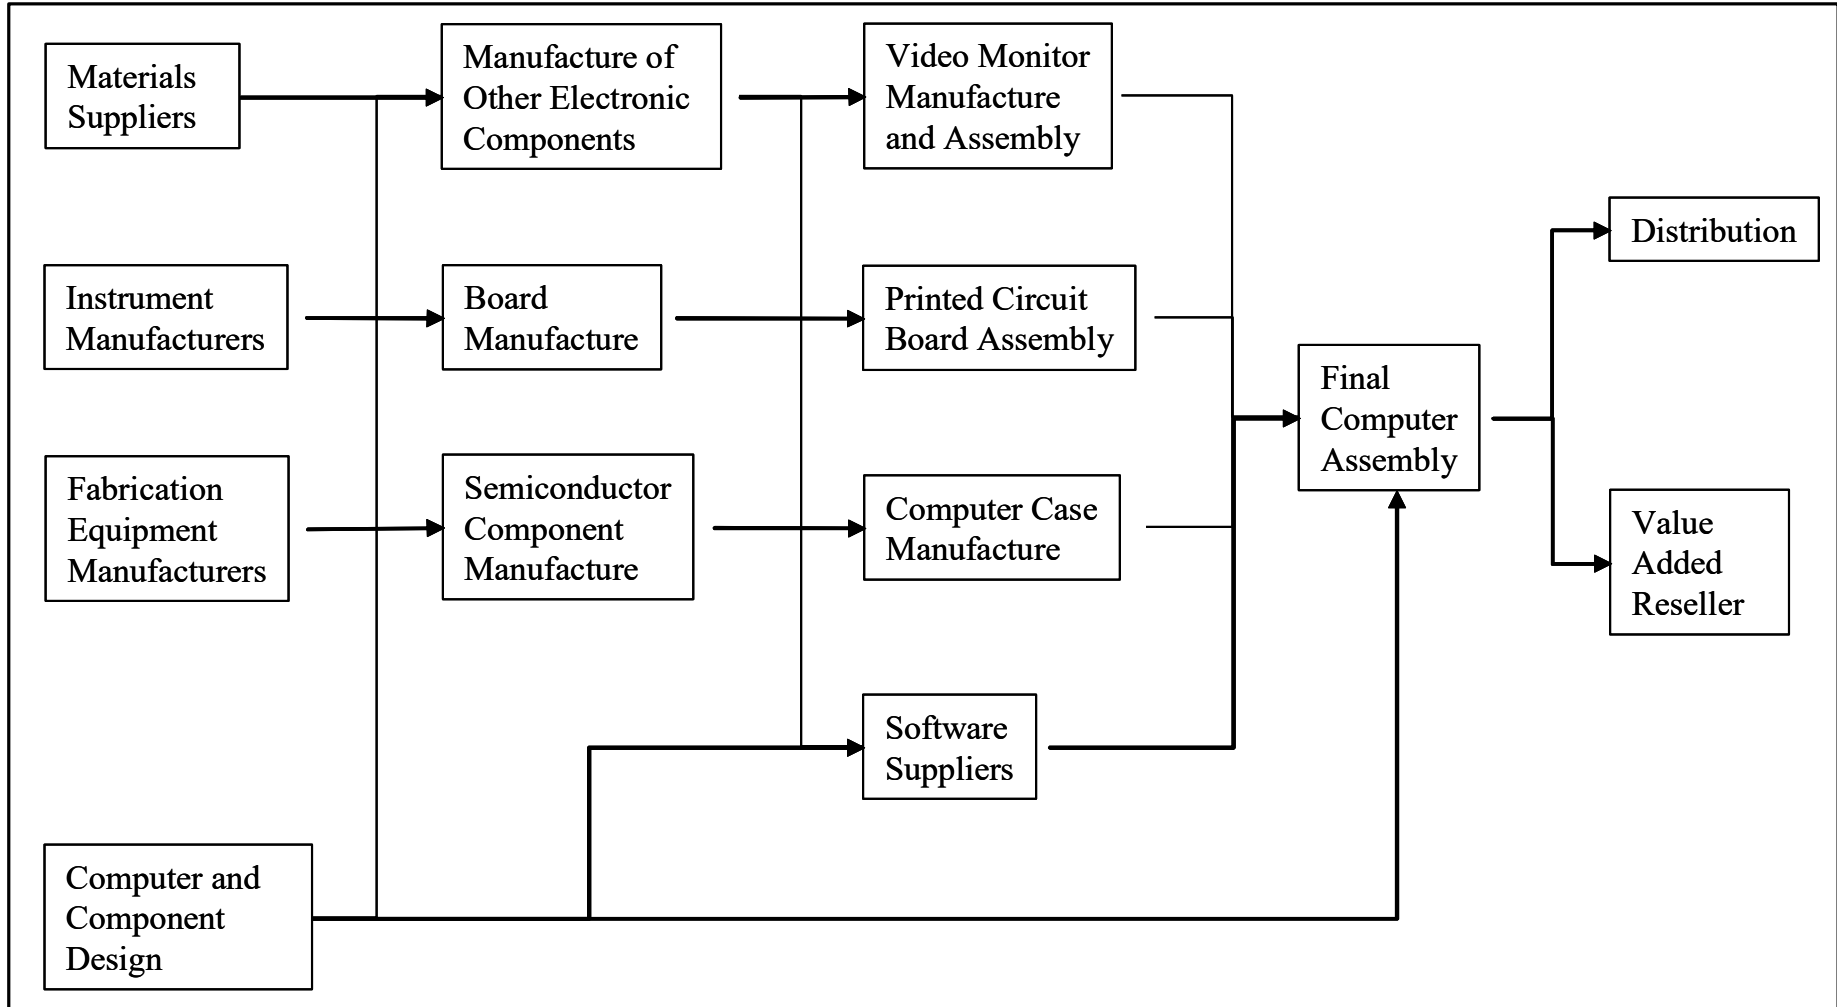 Materials
Suppliers
Manufacture of
Other Electronic
Components
Video Monitor
Manufacture
and Assembly
Distribution
Instrument
Manufacturers
Board
Manufacture
Printed Circuit
Board Assembly
Final
Computer
Assembly
Fabrication
Equipment
Manufacturers
Semiconductor
Component
Manufacture
Computer Case
Manufacture
Value
Added
Reseller
Software
Suppliers
Computer and
Component
Design